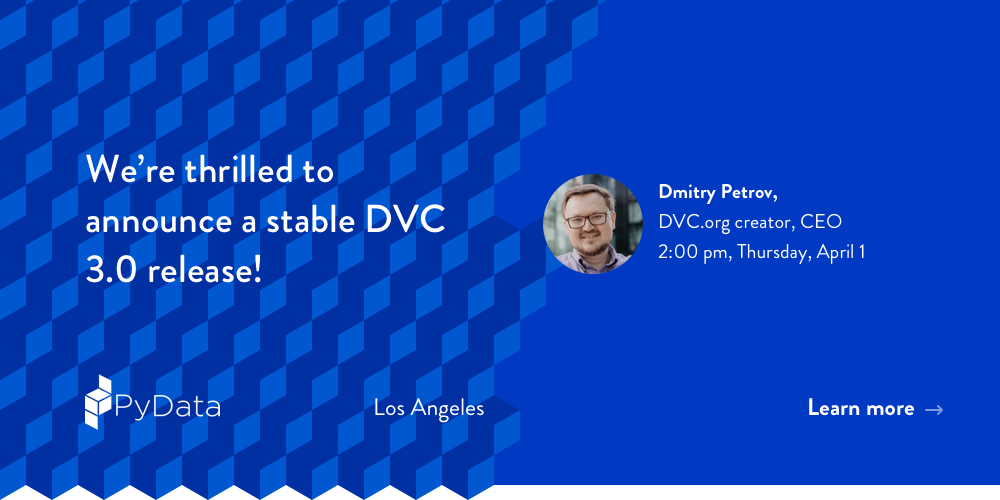 We’re thrilled to
announce a stable DVC
3.0 release!
Dmitry Petrov,
DVC.org creator, CEO
2:00 pm, Thursday, April 1
PyData
Los Angeles
Learn more →